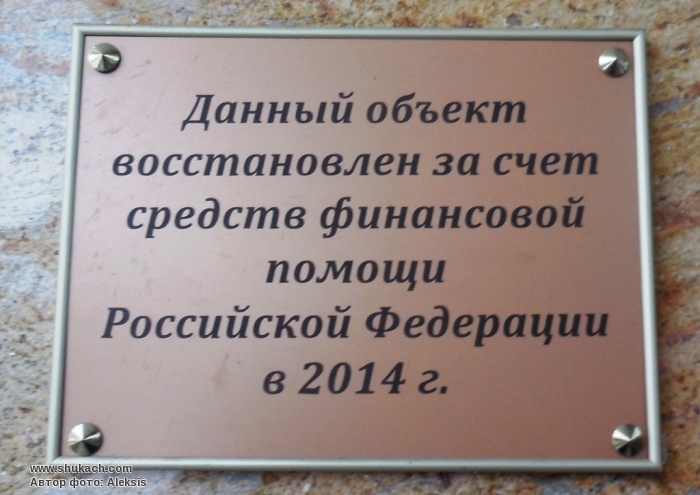 Данный объект
восстановлен за счет
средств финансовой
помощи
Российской Федерации
в 2014 г.
www.shukach.com
Автор фото: Aleksis